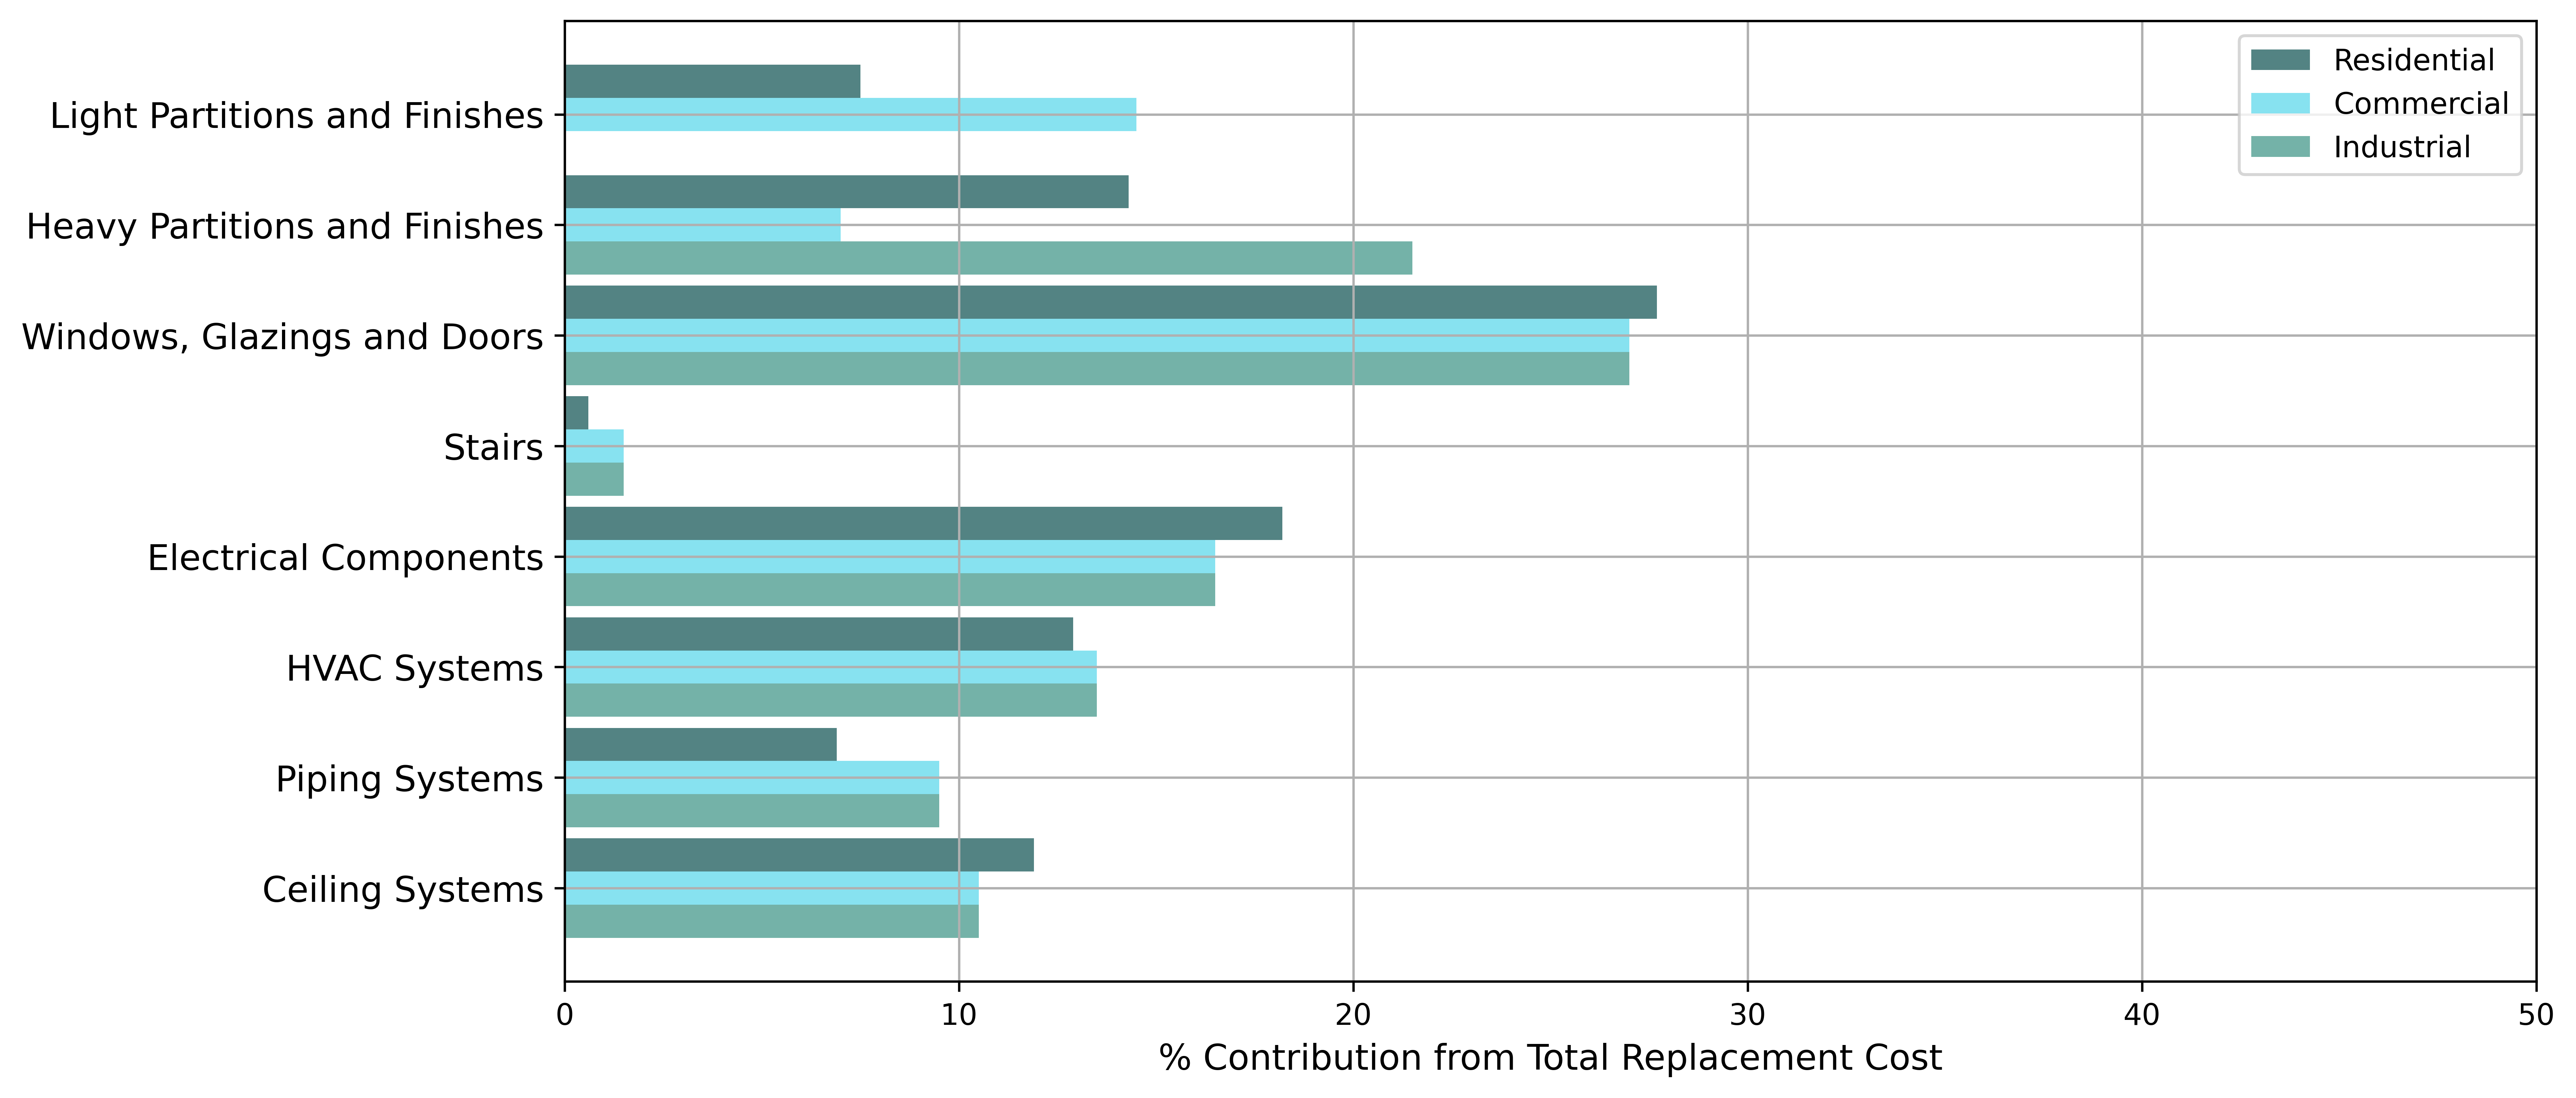 Residential
Commercial
Industrial
Light Partitions and Finishes
Heavy Partitions and Finishes
Windows, Glazings and Doors
Stairs
Electrical Components
HVAC Systems
Piping Systems
Ceiling Systems
0 10 20 30 40 50
% Contribution from Total Replacement Cost